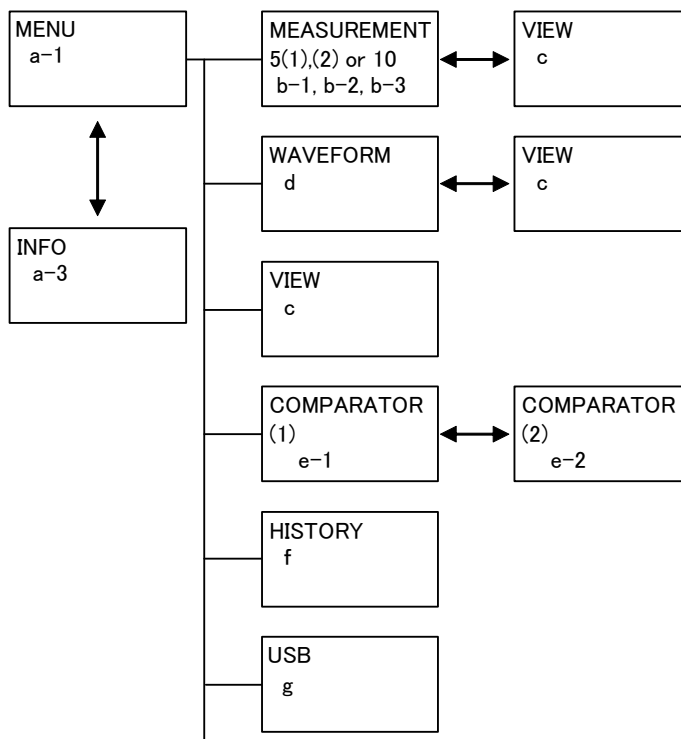 MENU
a-1
MEASUREMENT
5(1),(2) or 10
b-1, b-2, b-3
VIEW
c
WAVEFORM
d
VIEW
c
INFO
a-3
VIEW
c
COMPARATOR
(1)
e-1
COMPARATOR
(2)
e-2
HISTORY
f
USB
g